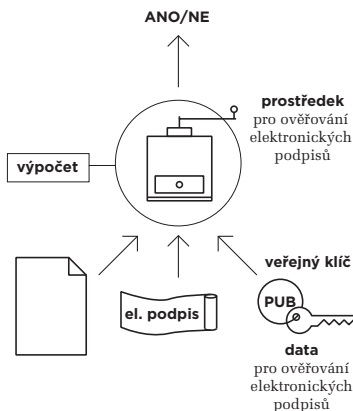 ANO/NE
prostředek
pro ověřování
elektronických
podpisů
výpočet
el. podpis
veřejný klíč
PUB
data
pro ověřování
elektronických
podpisů